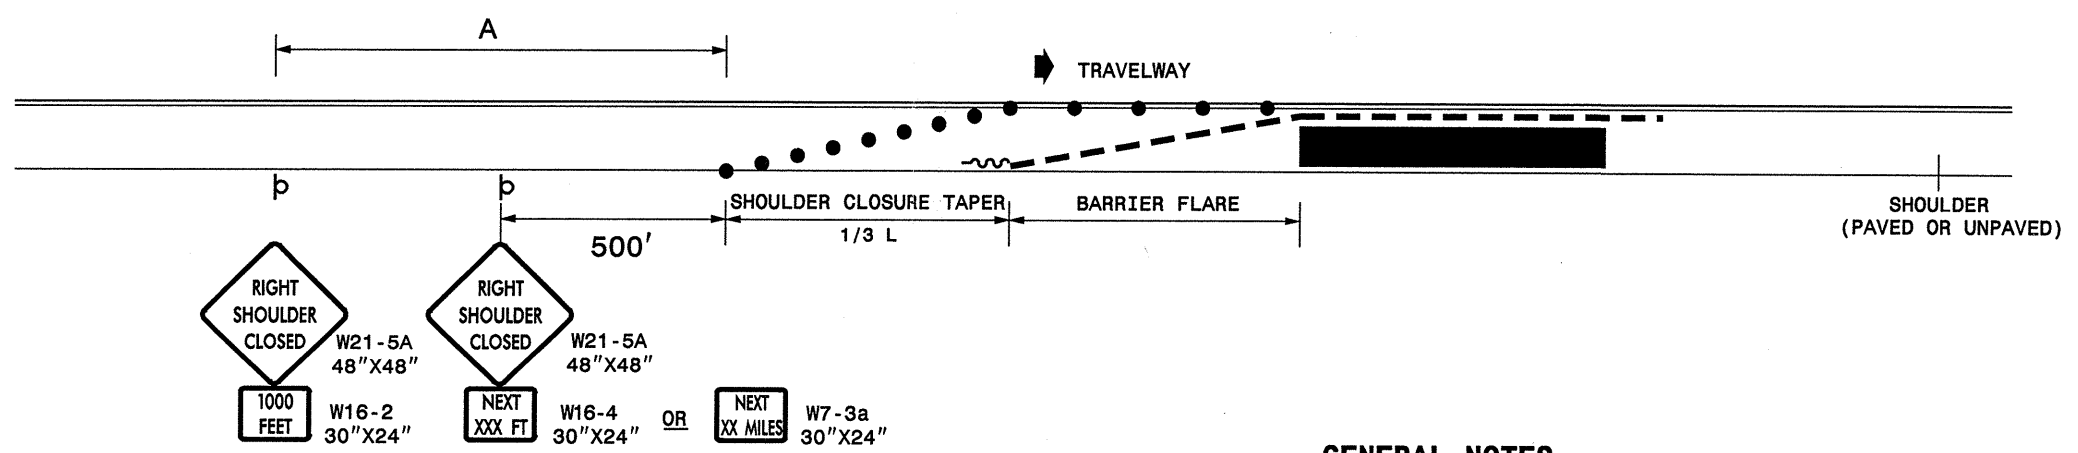 A
TRAVELWAY
SHOULDER CLOSURE TAPER
BARRIER FLARE
SHOULDER
(PAVED OR UNPAVED)
500'
1/3 L
RIGHT
SHOULDER
CLOSED
W21-5A
48"X48"
1000
FEET
W16-2
30"X24"
RIGHT
SHOULDER
CLOSED
W21-5A
48"X48"
NEXT
XXX FT
W16-4
30"X24"
OR
NEXT
XX MILES
W7-3a
30"X24"
GENERAL NOTES